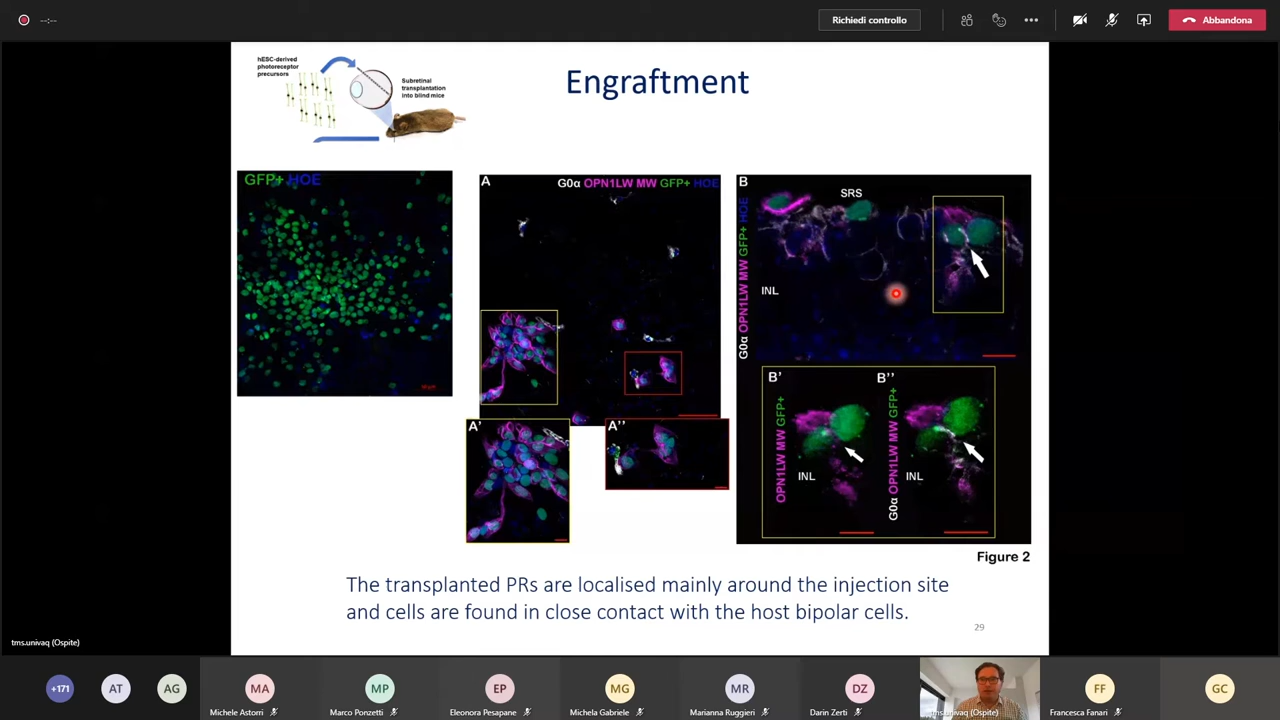 --:--
Richiedi controllo
Abbandona
hESC-derived
photoreceptor
precursors
Subretinal
transplantation
into blind mice
Engraftment
GFP+ HOE
A
G0α OPN1LW MW GFP+ HOE
A'
A''
B
SRS
G0α OPN1LW MW GFP+ HOE
INL
B'
B''
OPN1LW MW GFP+
INL
G0α OPN1LW MW GFP+
INL
Figure 2
The transplanted PRs are localised mainly around the injection site
and cells are found in close contact with the host bipolar cells.
29
tms.univaq (Ospite)
+171
AT
AG
MA
Michele Astorri
MP
Marco Ponzetti
EP
Eleonora Pesapane
MG
Michela Gabriele
MR
Marianna Ruggieri
DZ
Darin Zerti
tms.univaq (Ospite)
FF
Francesca Fanari
GC